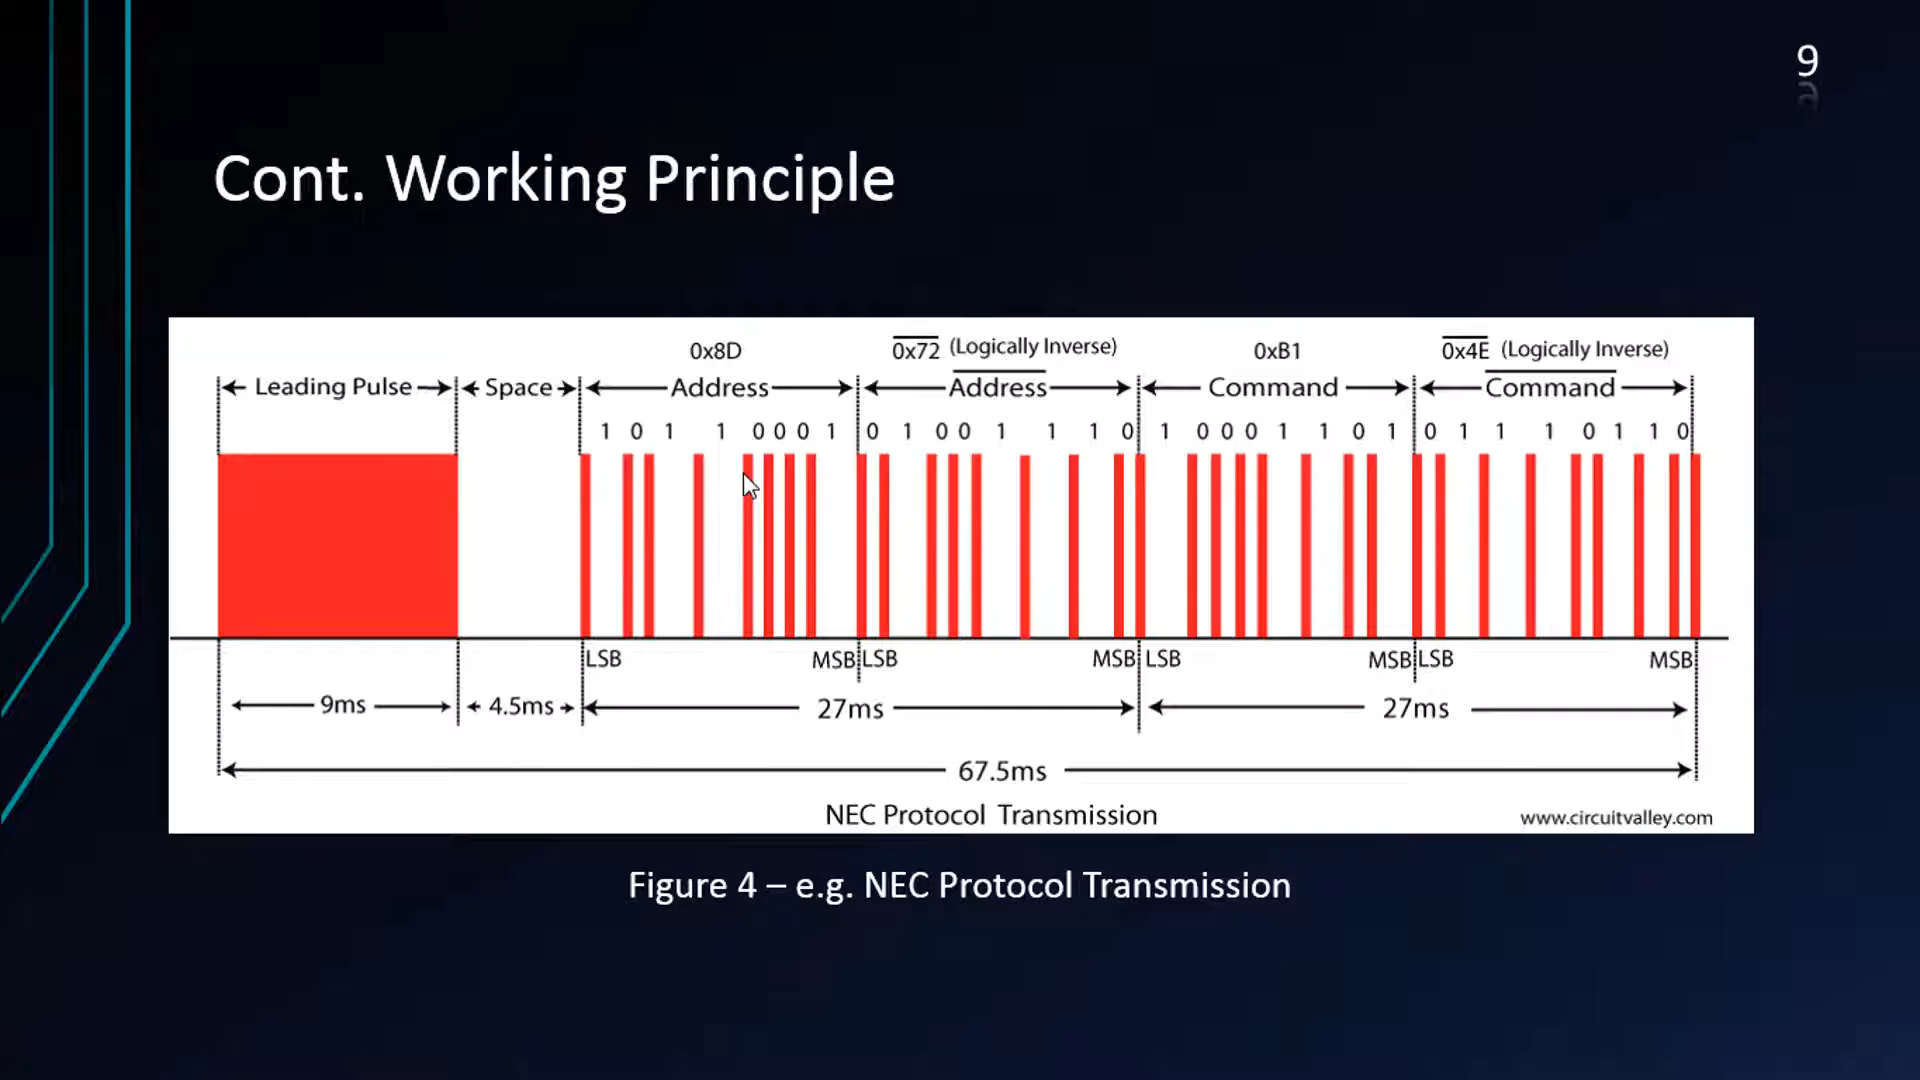 9
Cont. Working Principle
0x8D 0x72 (Logically Inverse) 0xB1 0x4E (Logically Inverse)
Leading Pulse Space Address Address Command Command
1 0 1 1 0 0 0 1 0 1 0 0 1 1 1 0 1 0 0 0 1 1 0 1 0 1 1 1 0 1 1 0
LSB MSB LSB MSB LSB MSB LSB MSB
9ms 4.5ms 27ms 27ms
67.5ms
NEC Protocol Transmission
www.circuitvalley.com
Figure 4 – e.g. NEC Protocol Transmission